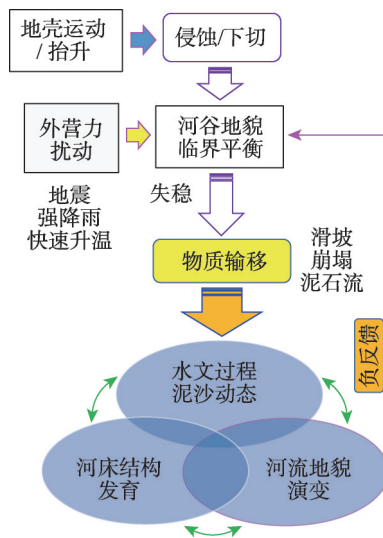 地壳运动
/ 抬升
侵蚀/下切
外营力
扰动
河谷地貌
临界平衡
地震
强降雨
快速升温
失稳
物质输移
滑坡
崩塌
泥石流
负反馈
水文过程
泥沙动态
河床结构
发育
河流地貌
演变